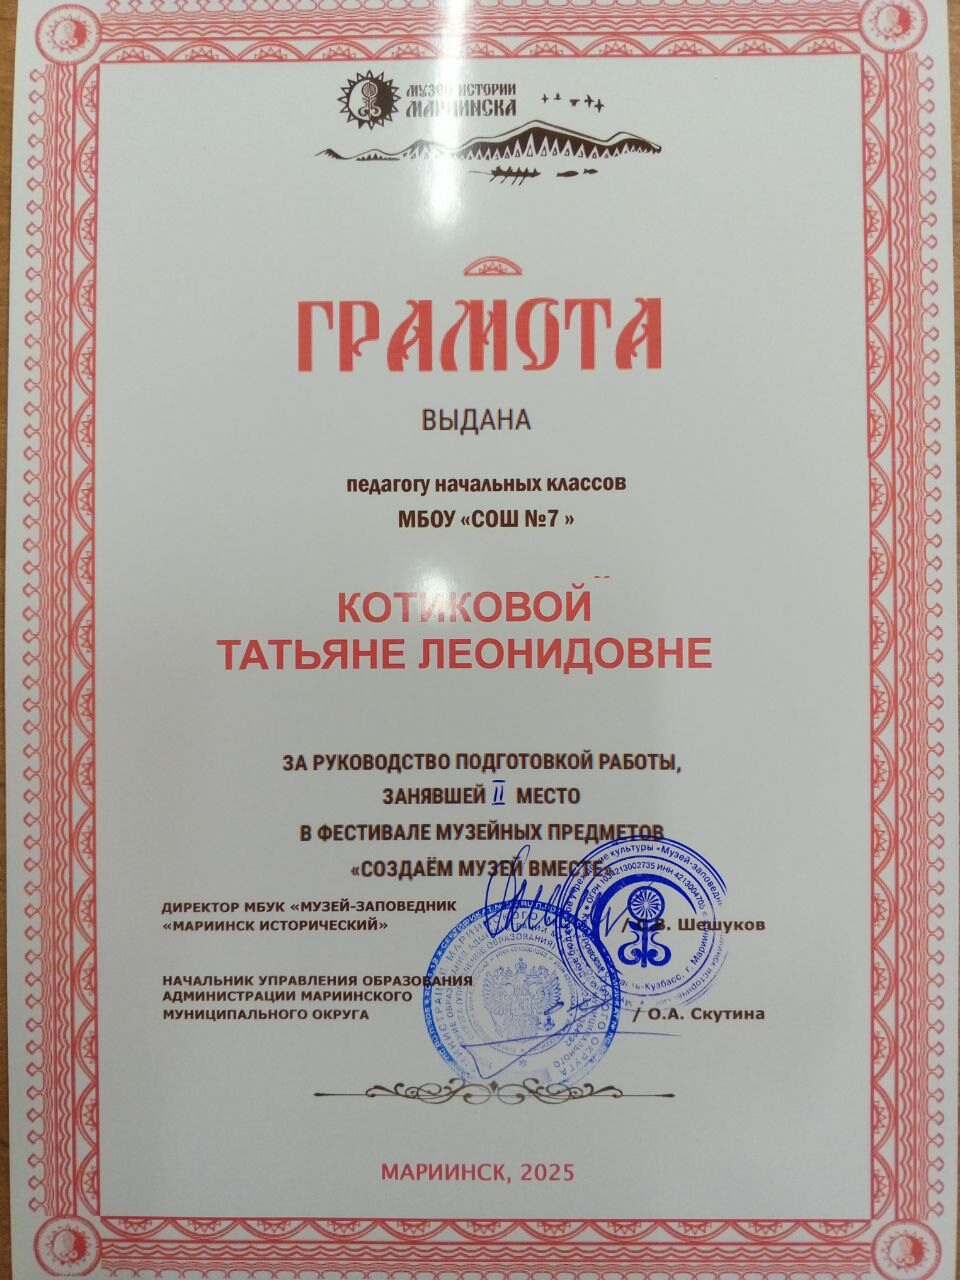 МУЗЕЙ ИСТОРИИ
МАРИИНСКА
ГРАМОТА
ВЫДАНА
педагогу начальных классов
МБОУ «СОШ №7 »
КОТИКОВОЙ
ТАТЬЯНЕ ЛЕОНИДОВНЕ
ЗА РУКОВОДСТВО ПОДГОТОВКОЙ РАБОТЫ,
ЗАНЯВШЕЙ II МЕСТО
В ФЕСТИВАЛЕ МУЗЕЙНЫХ ПРЕДМЕТОВ
«СОЗДАЁМ МУЗЕЙ ВМЕСТЕ»
ДИРЕКТОР МБУК «МУЗЕЙ-ЗАПОВЕДНИК
«МАРИИНСК ИСТОРИЧЕСКИЙ» / С.В. Шешуков
НАЧАЛЬНИК УПРАВЛЕНИЯ ОБРАЗОВАНИЯ
АДМИНИСТРАЦИИ МАРИИНСКОГО
МУНИЦИПАЛЬНОГО ОКРУГА / О.А. Скутина
МАРИИНСК, 2025